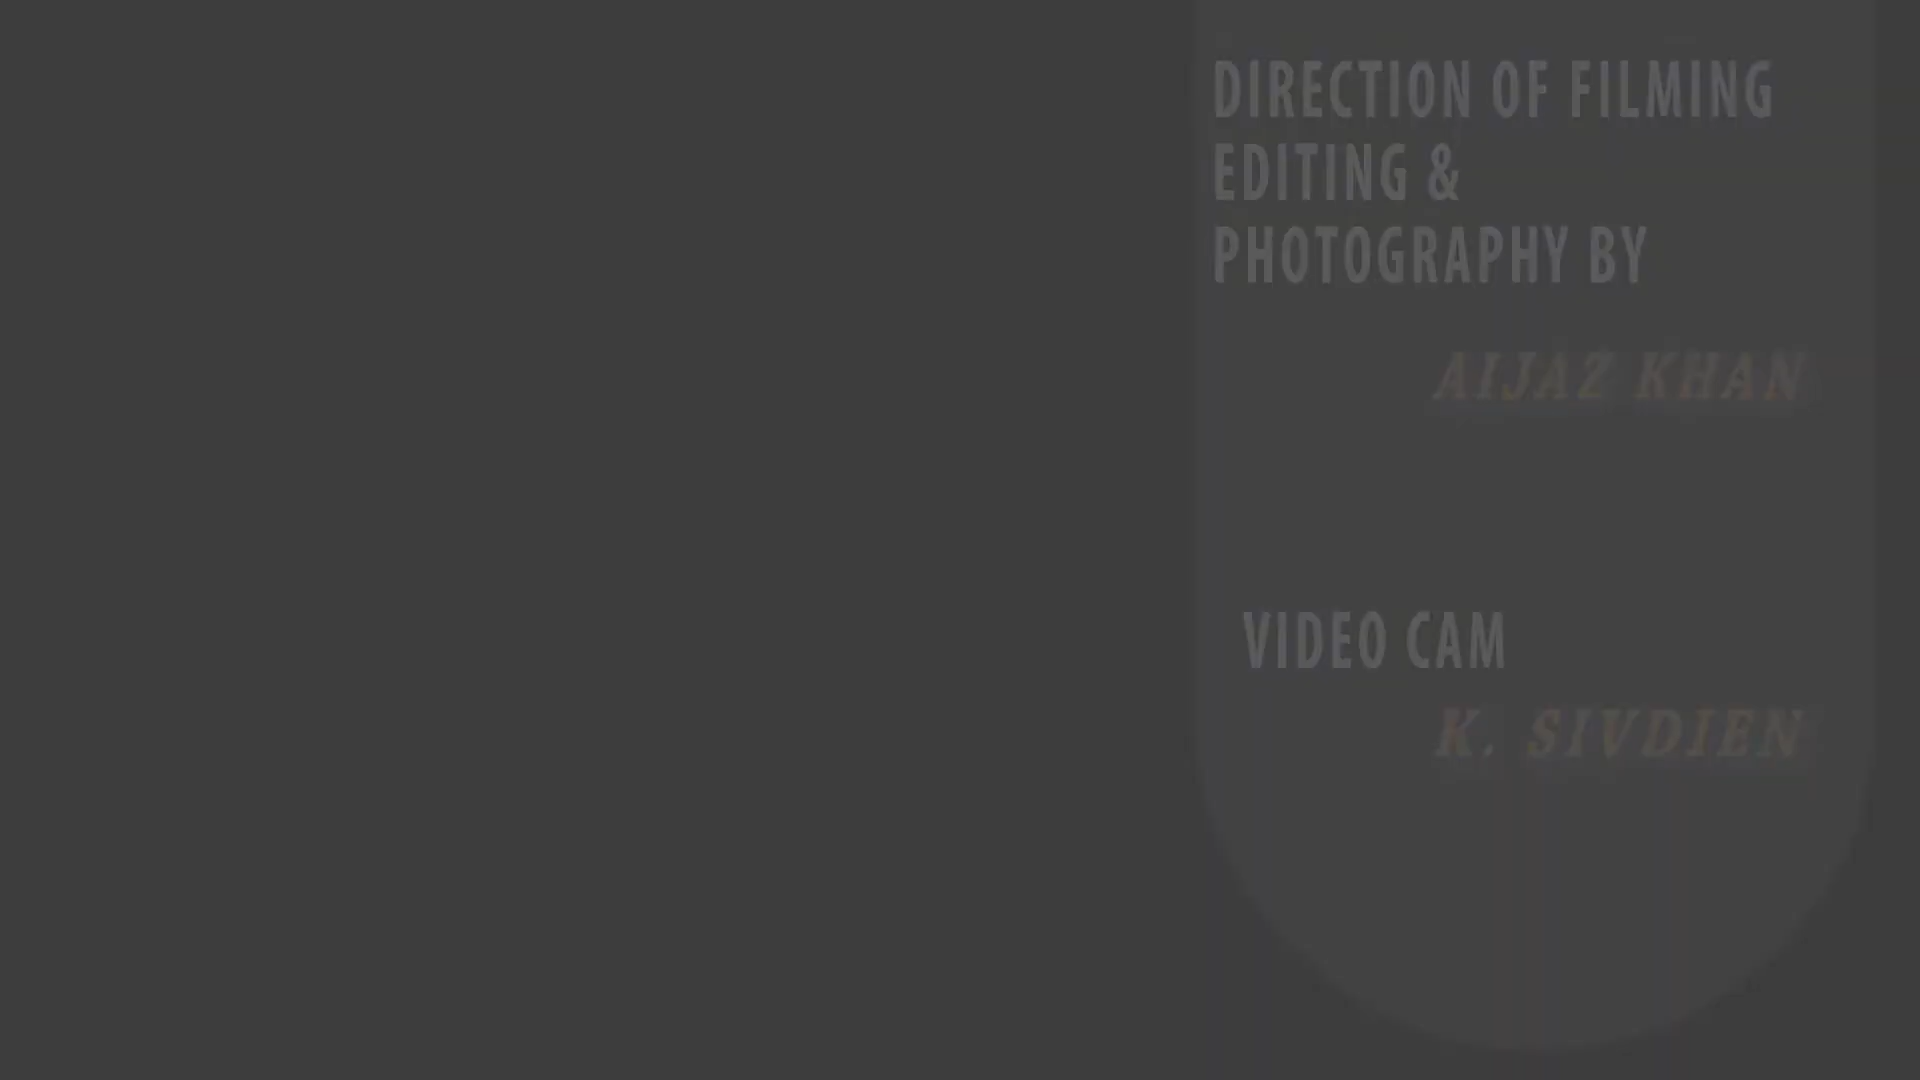 DIRECTION OF FILMING
EDITING &
PHOTOGRAPHY BY
AIJAZ KHAN
VIDEO CAM
K. SIVDIEN